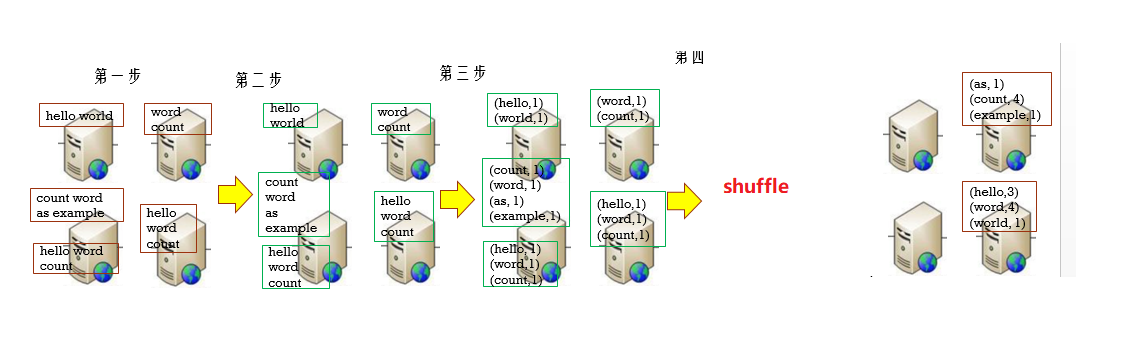 第一步
hello world
word
count
count word
as example
hello
word
count
hello word
count
第二步
hello
world
word
count
count
word
as
example
hello
word
count
hello
word
count
第三步
(hello,1)
(world,1)
(word,1)
(count,1)
(count, 1)
(word, 1)
(as, 1)
(example,1)
(hello,1)
(word,1)
(count,1)
(hello,1)
(word,1)
(count,1)
第四
shuffle
(as, 1)
(count, 4)
(example,1)
(hello,3)
(word,4)
(world, 1)